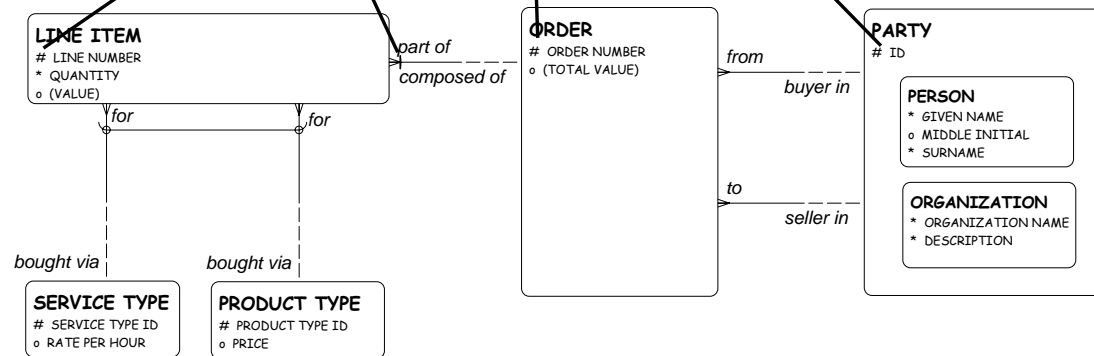 LINE ITEM
# LINE NUMBER
* QUANTITY
o (VALUE)
part of
composed of
for
for
bought via
bought via
SERVICE TYPE
# SERVICE TYPE ID
o RATE PER HOUR
PRODUCT TYPE
# PRODUCT TYPE ID
o PRICE
ORDER
# ORDER NUMBER
o (TOTAL VALUE)
from
buyer in
to
seller in
PARTY
# ID
PERSON
* GIVEN NAME
o MIDDLE INITIAL
* SURNAME
ORGANIZATION
* ORGANIZATION NAME
* DESCRIPTION